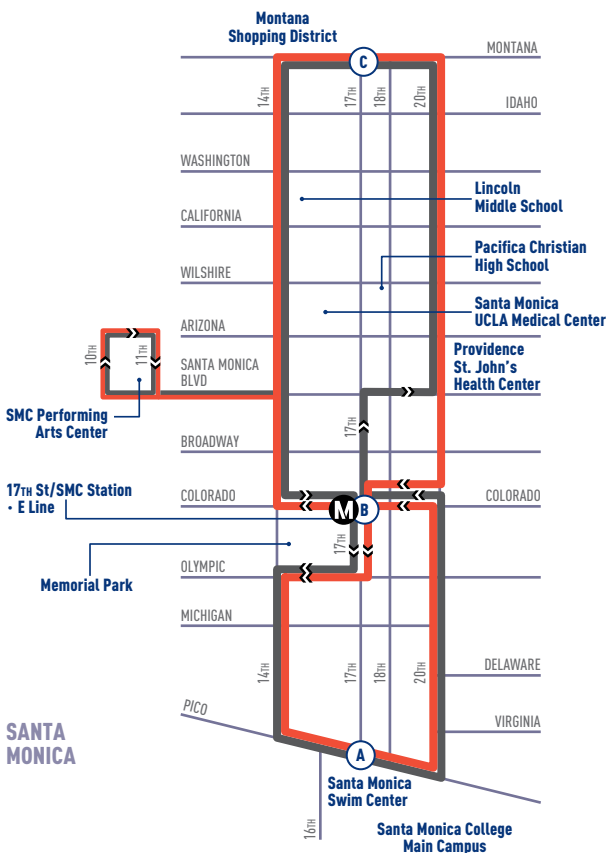 Montana
Shopping District
MONTANA
C
14TH
17TH
18TH
20TH
IDAHO
WASHINGTON
Lincoln
Middle School
CALIFORNIA
Pacifica Christian
High School
WILSHIRE
Santa Monica
UCLA Medical Center
ARIZONA
10TH
11TH
Providence
St. John's
Health Center
SANTA MONICA
BLVD
SMC Performing
Arts Center
17TH
BROADWAY
17TH St/SMC Station
• E Line
COLORADO
M
B
COLORADO
17TH
OLYMPIC
Memorial Park
MICHIGAN
14TH
17TH
18TH
20TH
DELAWARE
PICO
VIRGINIA
SANTA
MONICA
A
Santa Monica
Swim Center
16TH
Santa Monica College
Main Campus